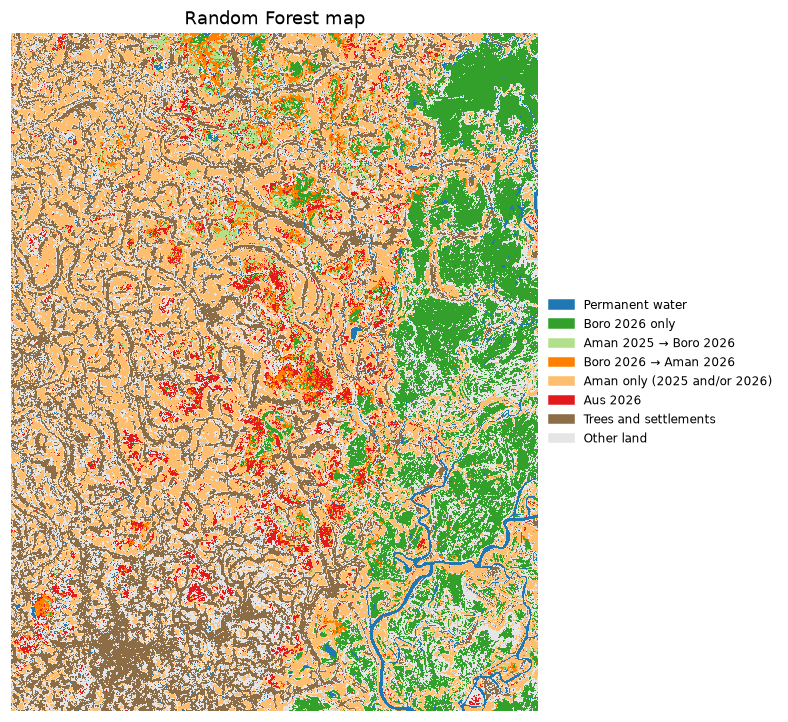 Random Forest map
Permanent water
Boro 2026 only
Aman 2025 → Boro 2026
Boro 2026 → Aman 2026
Aman only (2025 and/or 2026)
Aus 2026
Trees and settlements
Other land